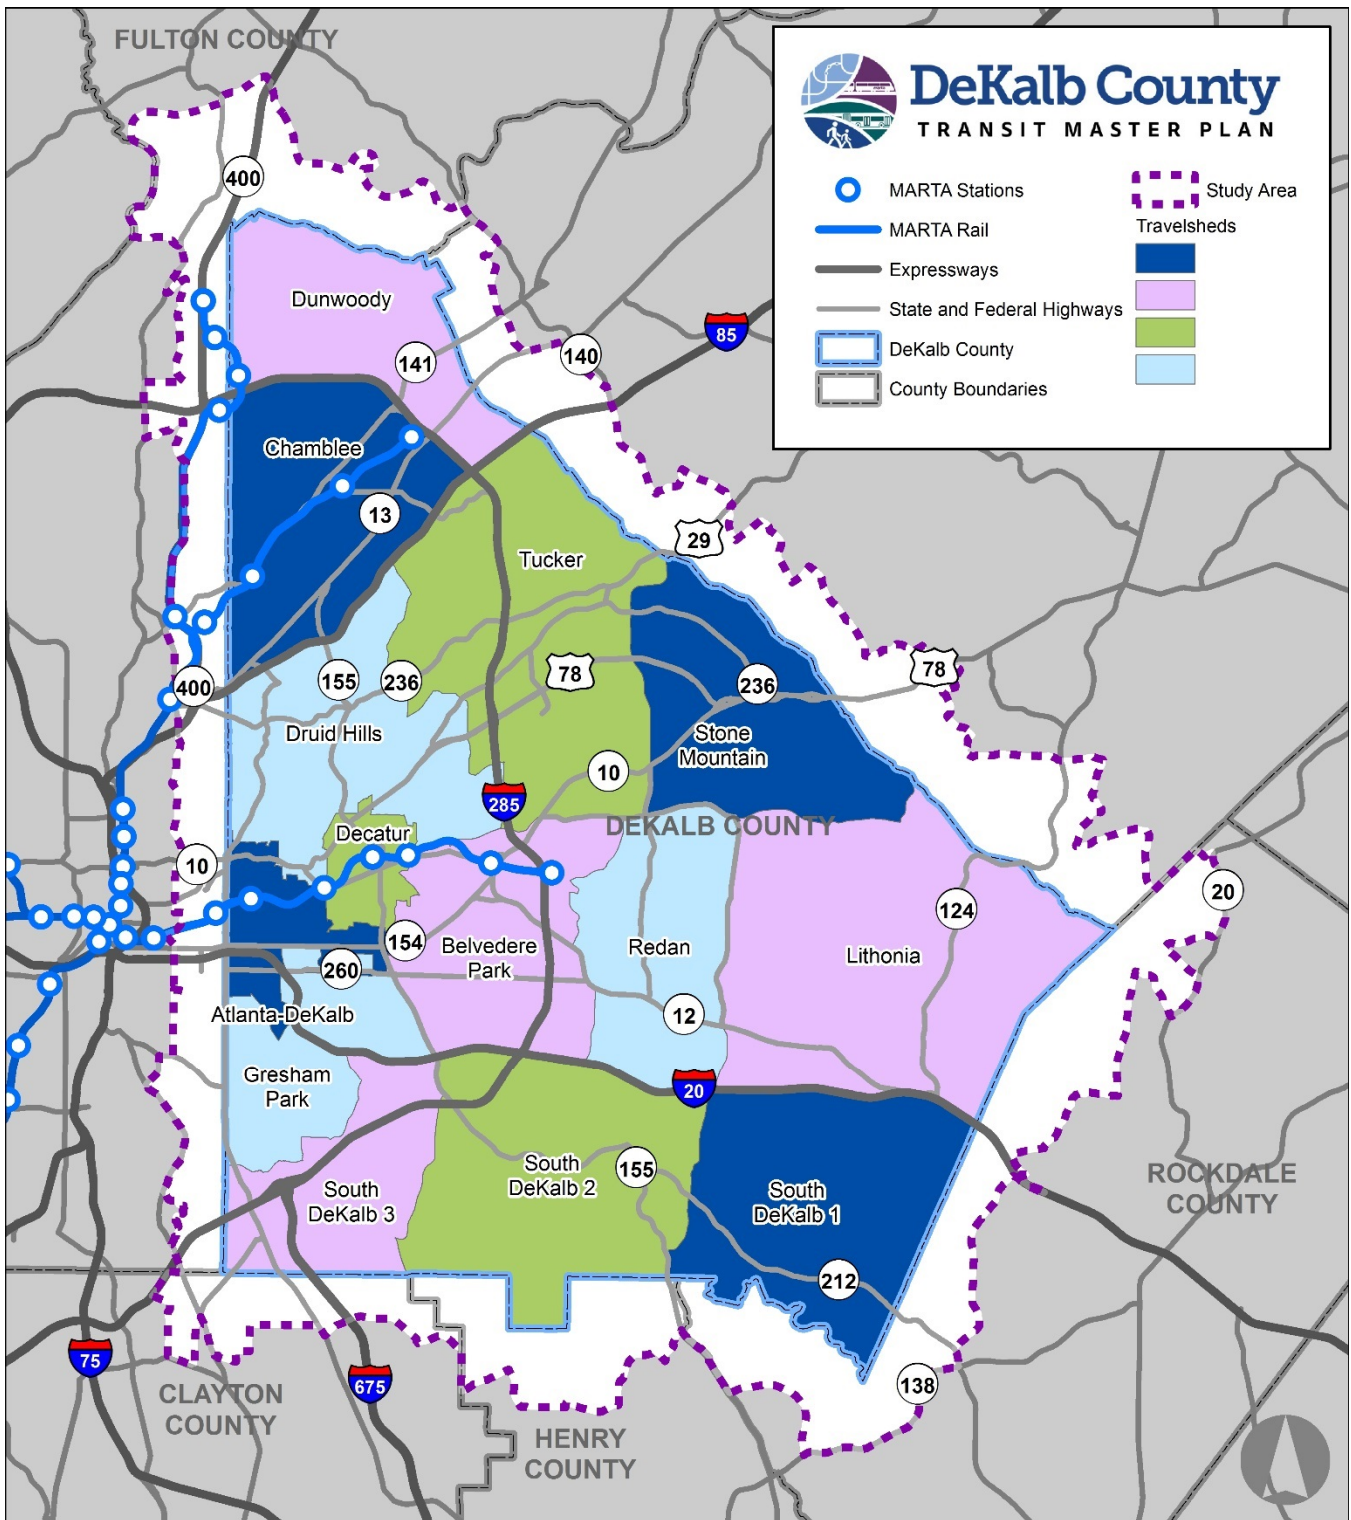 FULTON COUNTY
DeKalb County
TRANSIT MASTER PLAN
MARTA Stations
MARTA Rail
Expressways
State and Federal Highways
DeKalb County
County Boundaries
Study Area
Travelsheds
400
Dunwoody
85
141
140
Chamblee
13
29
Tucker
78
78
400
155
236
236
Druid Hills
Stone
Mountain
10
285
DEKALB COUNTY
Decatur
10
20
124
154
Belvedere
Park
Redan
Lithonia
260
Atlanta-DeKalb
12
Gresham
Park
20
South
DeKalb 3
South
DeKalb 2
155
South
DeKalb 1
ROCKDALE
COUNTY
212
75
675
138
CLAYTON
COUNTY
HENRY
COUNTY